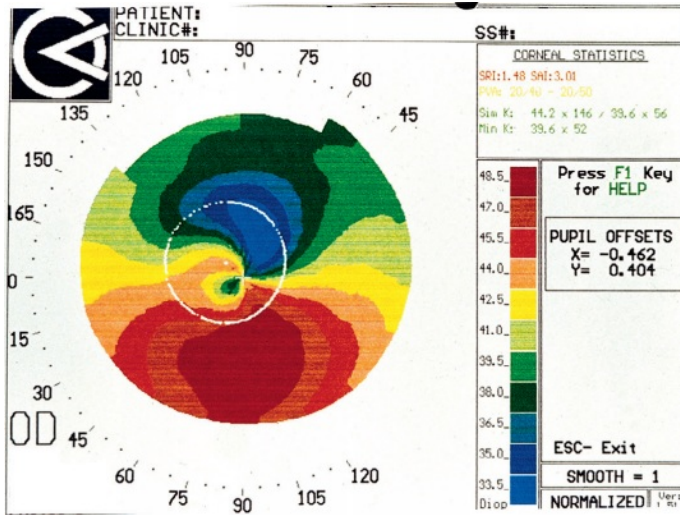 PATIENT:
CLINIC#:
SS#:
CORNEAL STATISTICS
SRI:1.48 SAI:3.01
PVA: 20/40 - 20/50
Sim K: 44.2 x 146 / 39.6 x 56
Min K: 39.6 x 52
135
120
105
90
75
60
45
150
165
0
15
30
45
60
75
90
105
120
OD
48.5
47.0
45.5
44.0
42.5
41.0
39.5
38.0
36.5
35.0
33.5
Diop
Press F1 Key
for HELP
PUPIL OFFSETS
X= -0.462
Y= 0.404
ESC- Exit
SMOOTH = 1
NORMALIZED